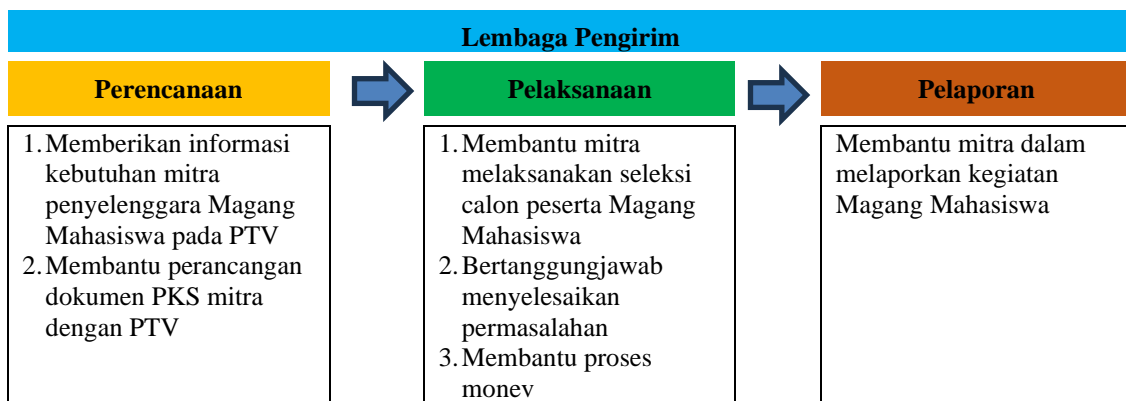 Lembaga Pengirim
Perencanaan
1. Memberikan informasi
kebutuhan mitra
penyelenggara Magang
Mahasiswa pada PTV
2. Membantu perancangan
dokumen PKS mitra
dengan PTV
Pelaksanaan
1. Membantu mitra
melaksanakan seleksi
calon peserta Magang
Mahasiswa
2. Bertanggungjawab
menyelesaikan
permasalahan
3. Membantu proses
monev
Pelaporan
Membantu mitra dalam
melaporkan kegiatan
Magang Mahasiswa